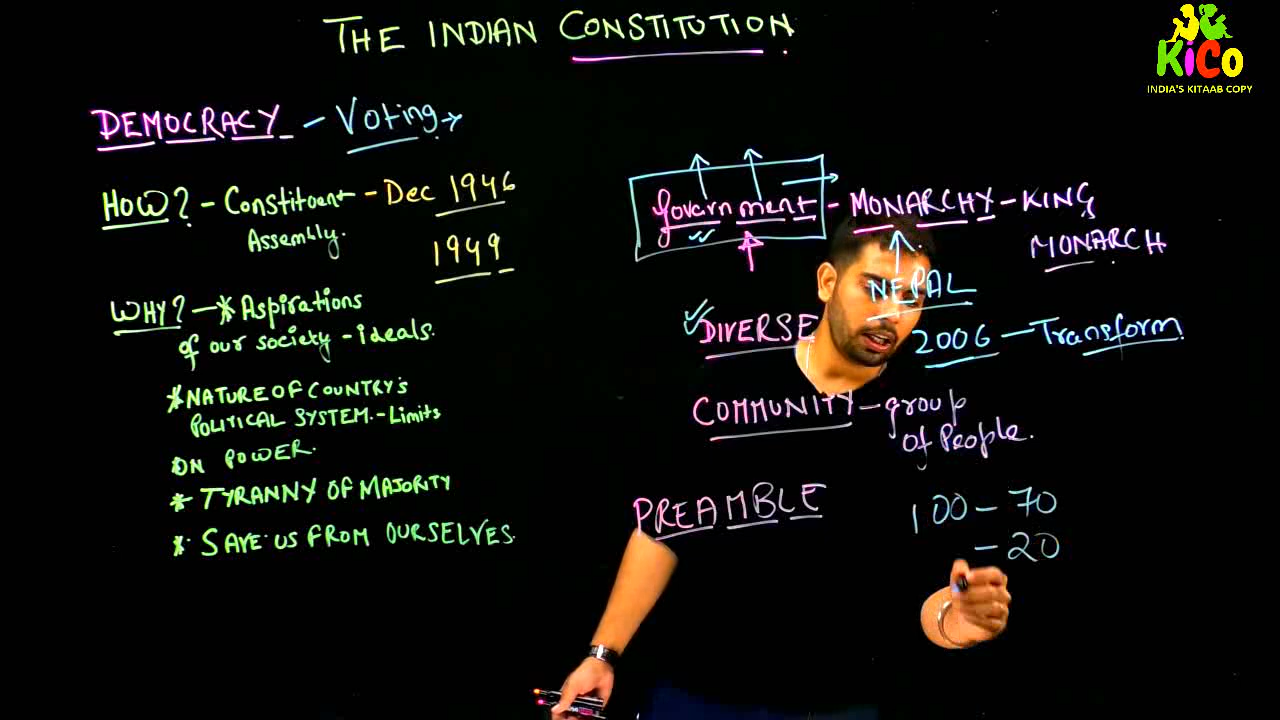 THE INDIAN CONSTITUTION
KiCo
INDIA'S KITAAB COPY
DEMOCRACY - Voting
HOW? - Constituent - Dec 1946
Assembly.
1949
WHY? - * Aspirations
of our society - ideals.
* NATURE OF COUNTRY'S
POLITICAL SYSTEM. - Limits
ON POWER.
* TYRANNY OF MAJORITY
* SAVE US FROM OURSELVES.
Government - MONARCHY - KING
MONARCH
NEPAL
DIVERSE
2006 - Transform
COMMUNITY - group
of People.
PREAMBLE
100 - 70
- 20